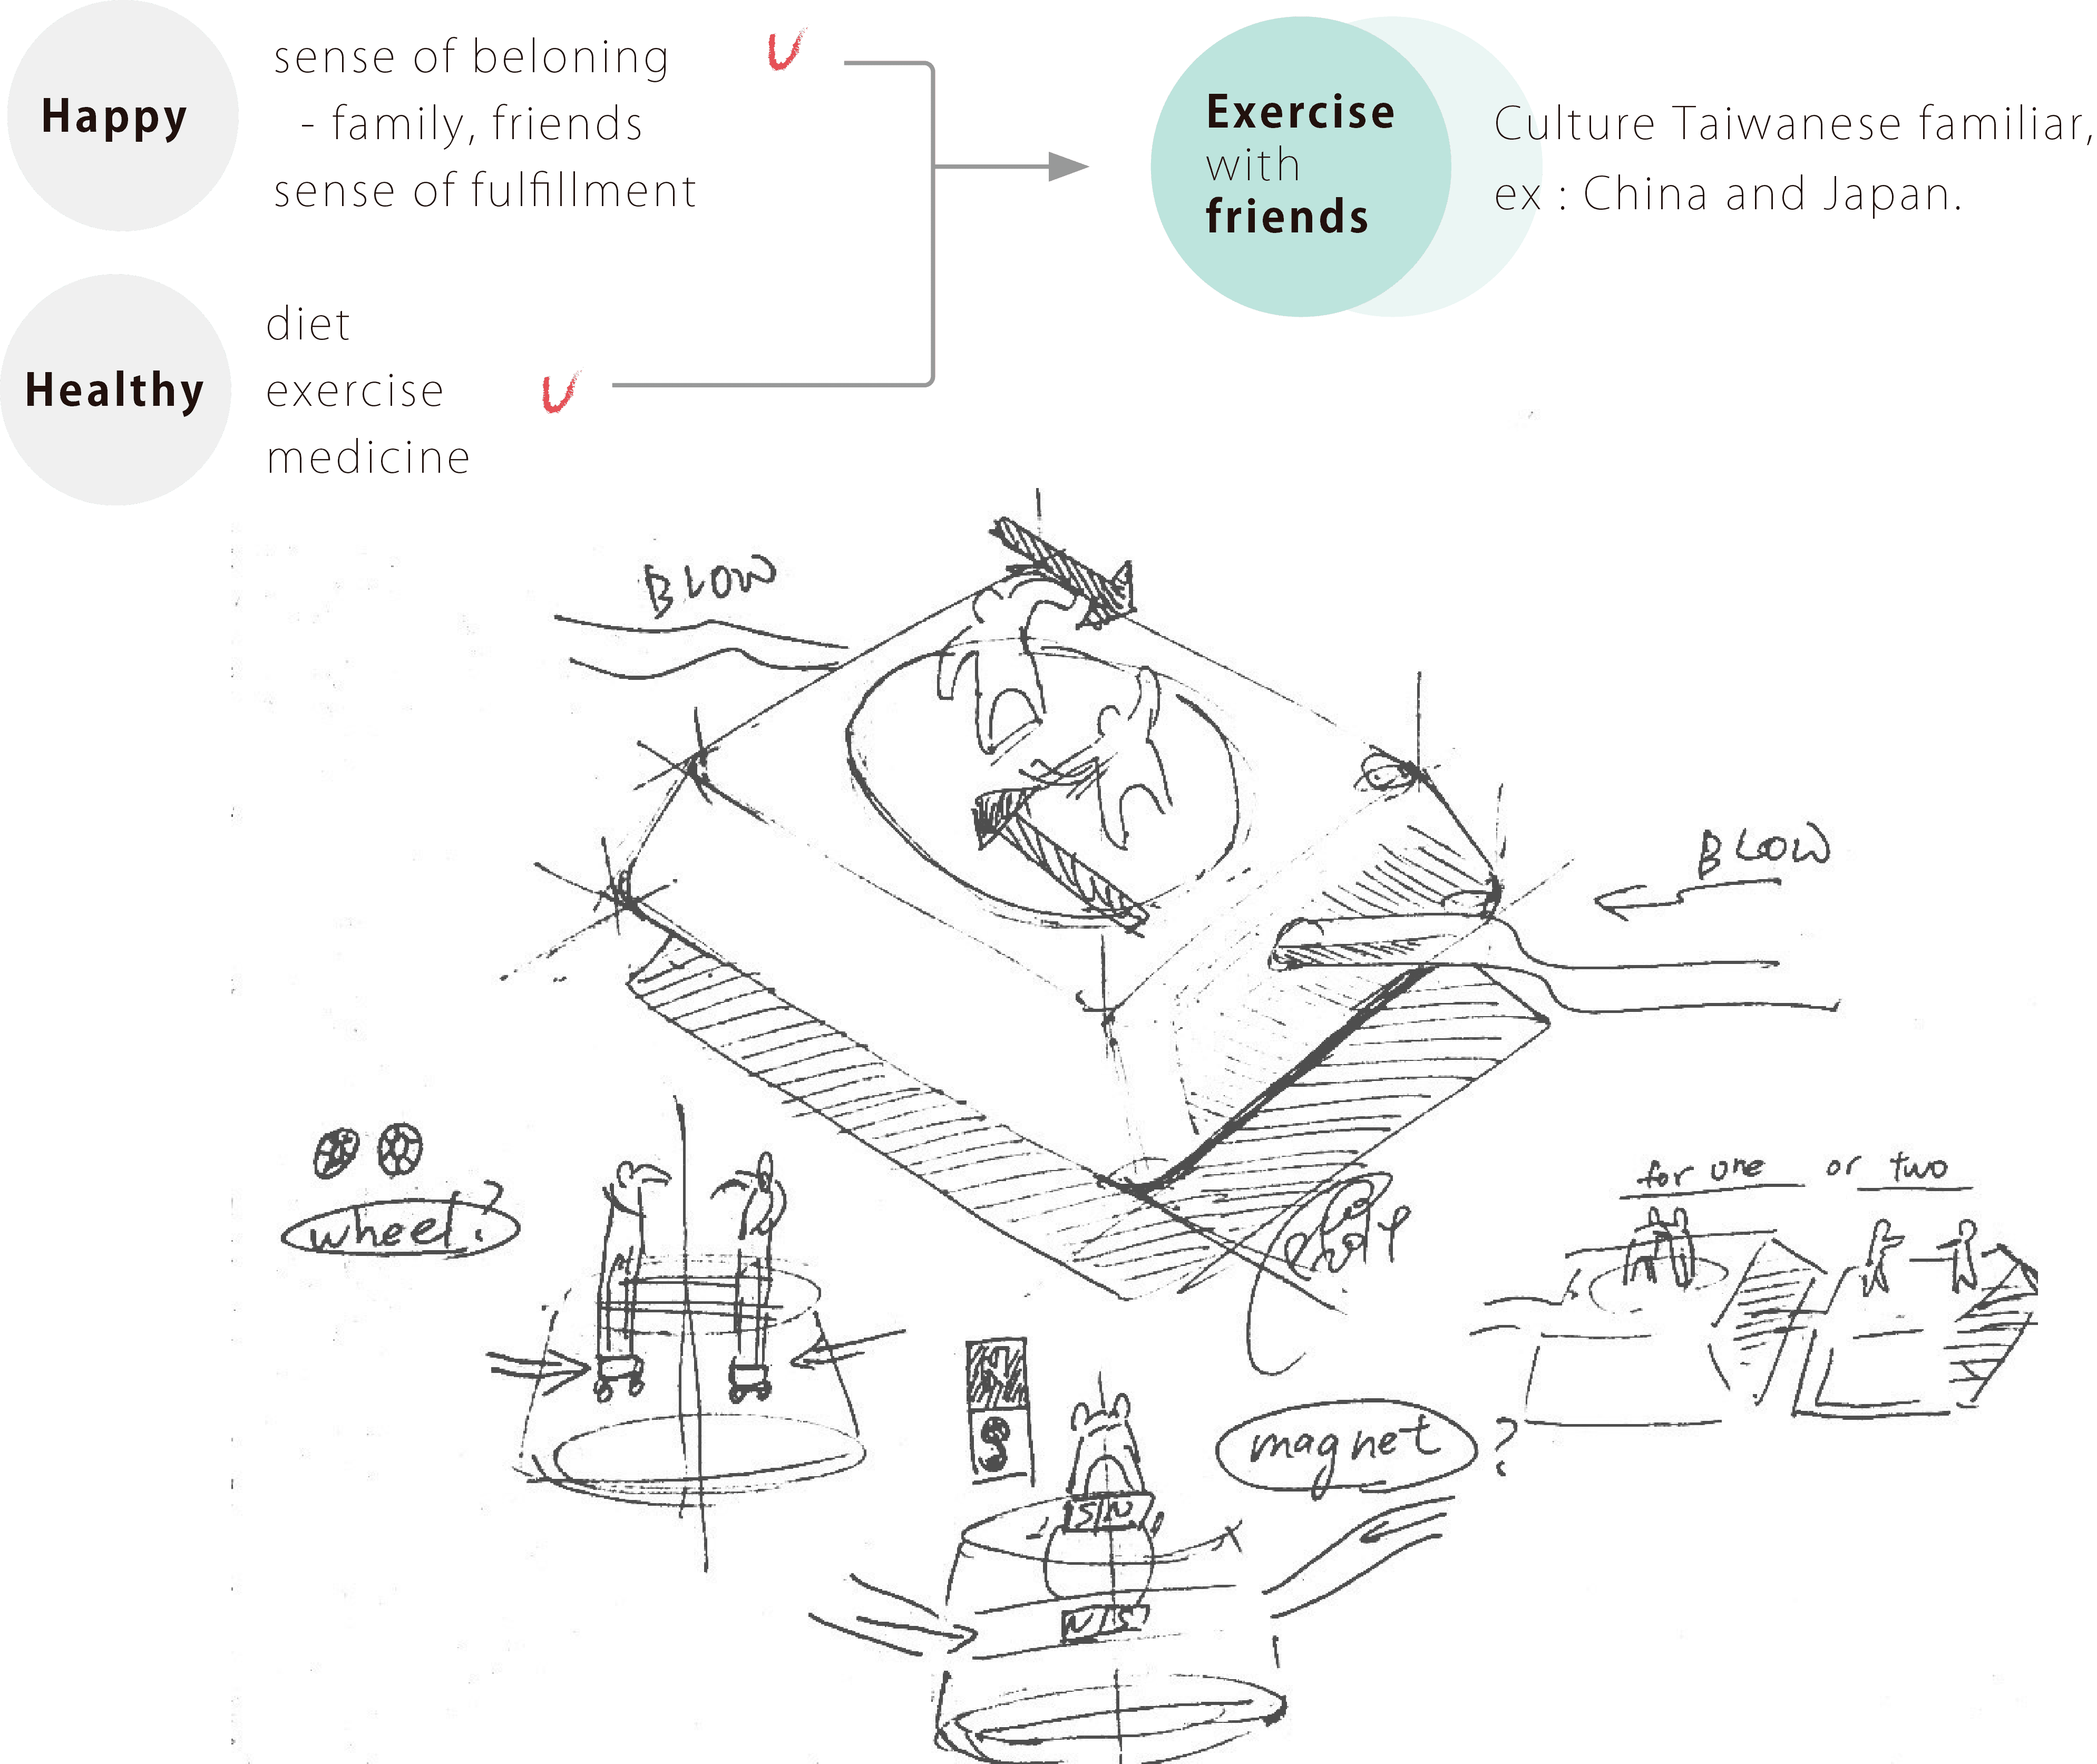 Happy
sense of beloning
- family, friends
sense of fulfillment
Healthy
diet
exercise
medicine
Exercise
with
friends
Culture Taiwanese familiar,
ex : China and Japan.
BLOW
BLOW
wheel?
for one or two
S
magnet?
S/N
N/S